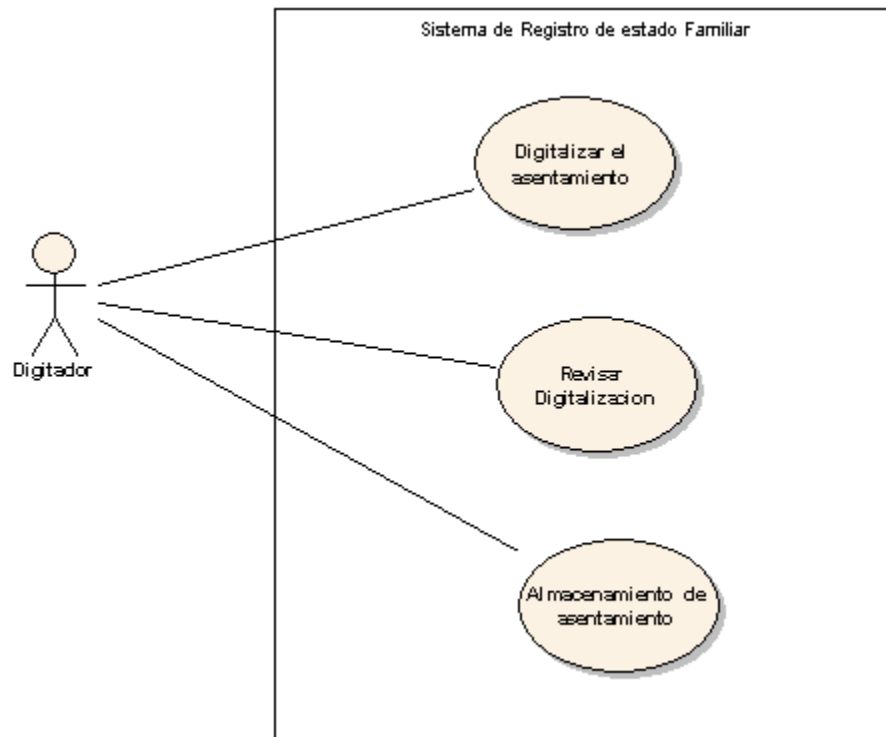 Sistema de Registro de estado Familiar
Digitalizar el
asentamiento
Digitador
Revisar
Digitalizacion
Almacenamiento de
asentamiento